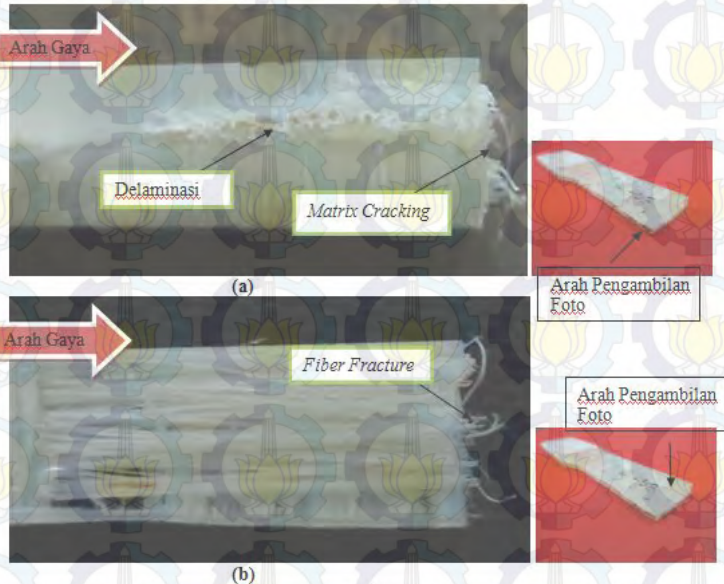 Arah Gaya
Delaminasi
Matrix Cracking
Arah Pengambilan
Foto
(a)
Arah Gaya
Fiber Fracture
Arah Pengambilan
Foto
(b)